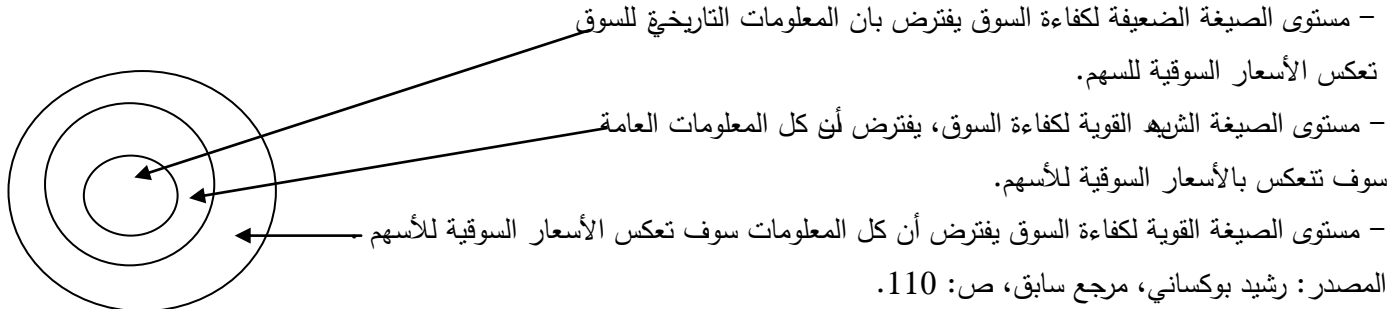 - مستوى الصيغة الضعيفة لكفاءة السوق يفترض بان المعلومات التاريخية للسوق
تعكس الأسعار السوقية للسهم.
- مستوى الصيغة القوية لكفاءة السوق، يفترض أن كل المعلومات العامة
سوف تنعكس بالأسعار السوقية للأسهم.
- مستوى الصيغة القوية لكفاءة السوق يفترض أن كل المعلومات سوف تعكس الأسعار السوقية للأسهم .
المصدر: رشيد بوكساني، مرجع سابق، ص: 110.